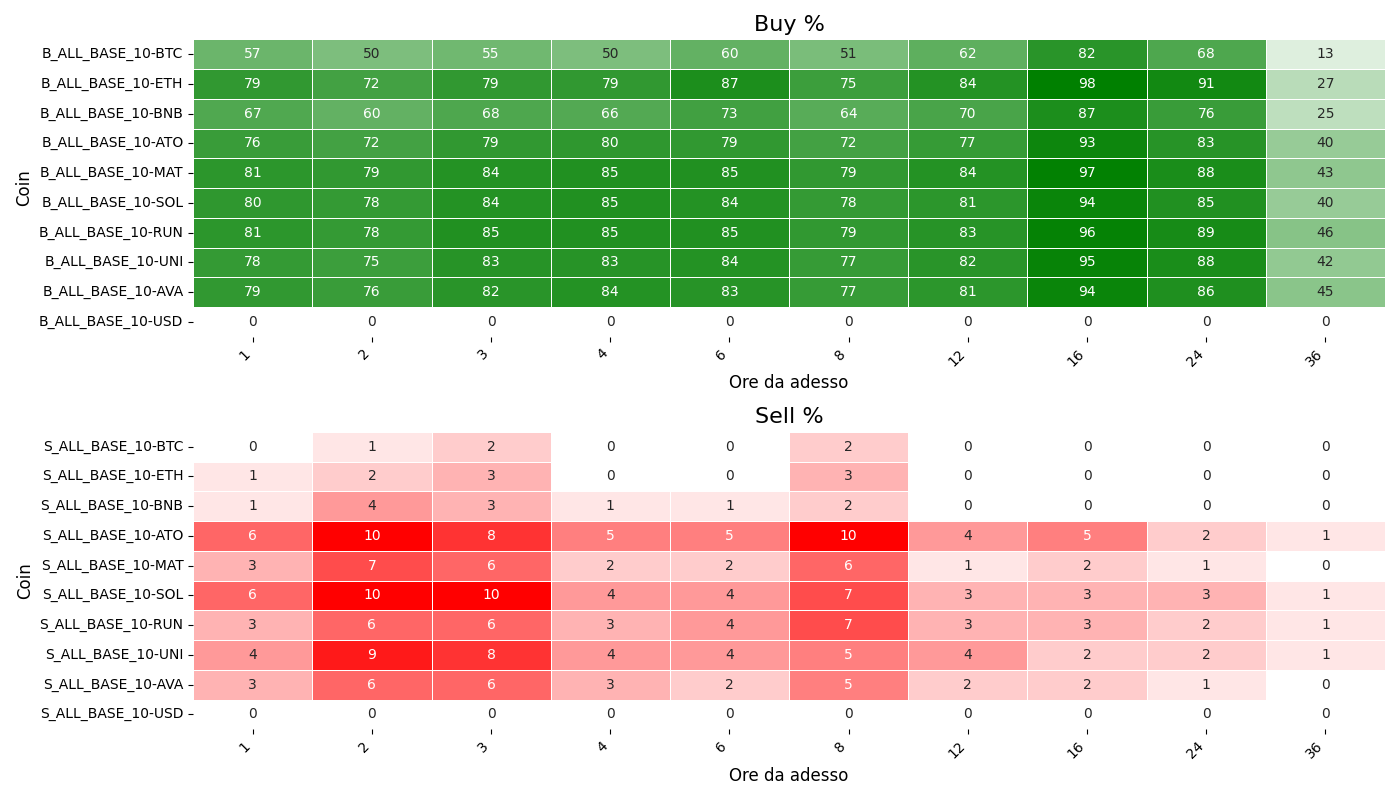 Buy %
Coin
B_ALL_BASE_10-BTC 57 50 55 50 60 51 62 82 68 13
B_ALL_BASE_10-ETH 79 72 79 79 87 75 84 98 91 27
B_ALL_BASE_10-BNB 67 60 68 66 73 64 70 87 76 25
B_ALL_BASE_10-ATO 76 72 79 80 79 72 77 93 83 40
B_ALL_BASE_10-MAT 81 79 84 85 85 79 84 97 88 43
B_ALL_BASE_10-SOL 80 78 84 85 84 78 81 94 85 40
B_ALL_BASE_10-RUN 81 78 85 85 85 79 83 96 89 46
B_ALL_BASE_10-UNI 78 75 83 83 84 77 82 95 88 42
B_ALL_BASE_10-AVA 79 76 82 84 83 77 81 94 86 45
B_ALL_BASE_10-USD 0 0 0 0 0 0 0 0 0 0
1 2 3 4 6 8 12 16 24 36
Ore da adesso
Sell %
Coin
S_ALL_BASE_10-BTC 0 1 2 0 0 2 0 0 0 0
S_ALL_BASE_10-ETH 1 2 3 0 0 3 0 0 0 0
S_ALL_BASE_10-BNB 1 4 3 1 1 2 0 0 0 0
S_ALL_BASE_10-ATO 6 10 8 5 5 10 4 5 2 1
S_ALL_BASE_10-MAT 3 7 6 2 2 6 1 2 1 0
S_ALL_BASE_10-SOL 6 10 10 4 4 7 3 3 3 1
S_ALL_BASE_10-RUN 3 6 6 3 4 7 3 3 2 1
S_ALL_BASE_10-UNI 4 9 8 4 4 5 4 2 2 1
S_ALL_BASE_10-AVA 3 6 6 3 2 5 2 2 1 0
S_ALL_BASE_10-USD 0 0 0 0 0 0 0 0 0 0
1 2 3 4 6 8 12 16 24 36
Ore da adesso